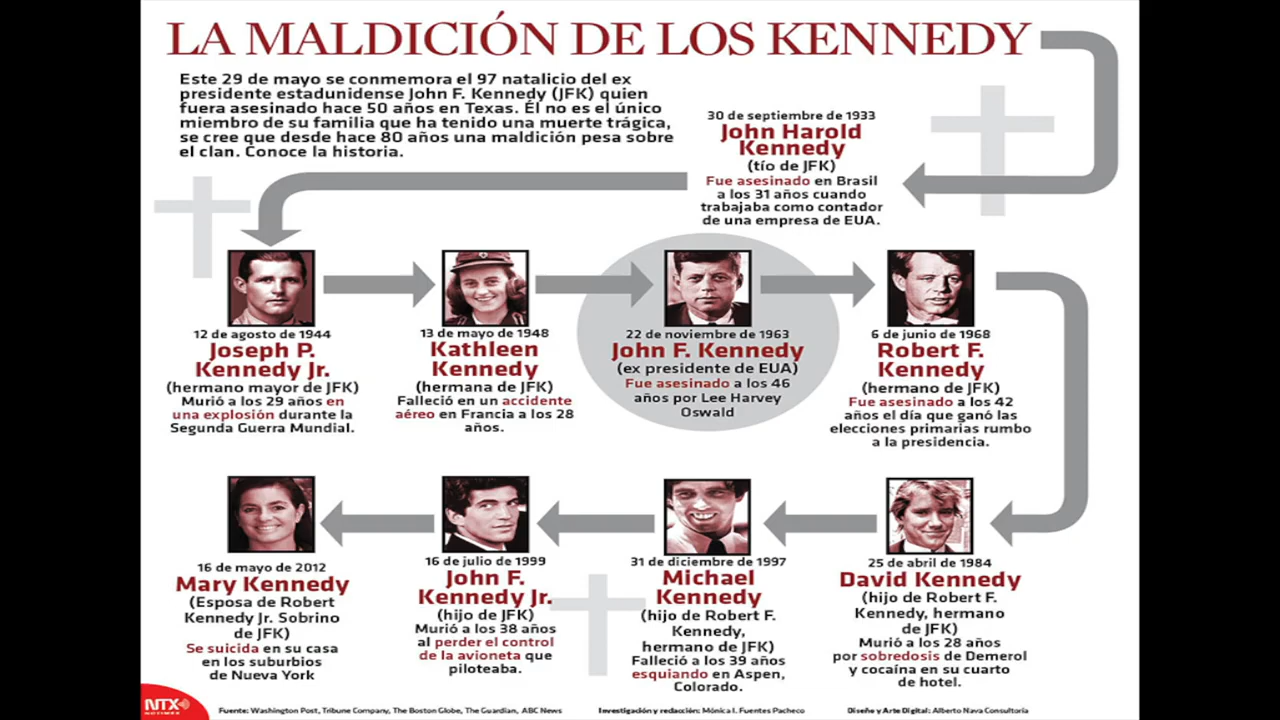 LA MALDICIÓN DE LOS KENNEDY
Este 29 de mayo se conmemora el 97 natalicio del ex
presidente estadunidense John F. Kennedy (JFK) quien
fuera asesinado hace 50 años en Texas. Él no es el único
miembro de su familia que ha tenido una muerte trágica,
se cree que desde hace 80 años una maldición pesa sobre
el clan. Conoce la historia.
30 de septiembre de 1933
John Harold
Kennedy
(tío de JFK)
Fue asesinado en Brasil
a los 31 años cuando
trabajaba como contador
de una empresa de EUA.
12 de agosto de 1944
Joseph P.
Kennedy Jr.
(hermano mayor de JFK)
Murió a los 29 años en
una explosión durante la
Segunda Guerra Mundial.
13 de mayo de 1948
Kathleen
Kennedy
(hermana de JFK)
Falleció en un accidente
aéreo en Francia a los 28
años.
22 de noviembre de 1963
John F. Kennedy
(ex presidente de EUA)
Fue asesinado a los 46
años por Lee Harvey
Oswald
6 de junio de 1968
Robert F.
Kennedy
(hermano de JFK)
Fue asesinado a los 42
años el día que ganó las
elecciones primarias rumbo
a la presidencia.
25 de abril de 1984
David Kennedy
(hijo de Robert F.
Kennedy, hermano
de JFK)
Murió a los 28 años
por sobredosis de Demerol
y cocaína en su cuarto
de hotel.
31 de diciembre de 1997
Michael
Kennedy
(hijo de Robert F.
Kennedy,
hermano de JFK)
Falleció a los 39 años
esquiando en Aspen,
Colorado.
16 de julio de 1999
John F.
Kennedy Jr.
(hijo de JFK)
Murió a los 38 años
al perder el control
de la avioneta que
piloteaba.
16 de mayo de 2012
Mary Kennedy
(Esposa de Robert
Kennedy Jr. Sobrino
de JFK)
Se suicida en su casa
en los suburbios
de Nueva York
NTX
NOTIMEX
Fuente: Washington Post, Tribune Company, The Boston Globe, The Guardian, ABC News
Investigación y redacción: Mónica I. Fuentes Pacheco
Diseño y Arte Digital: Alberto Nava Consultoría